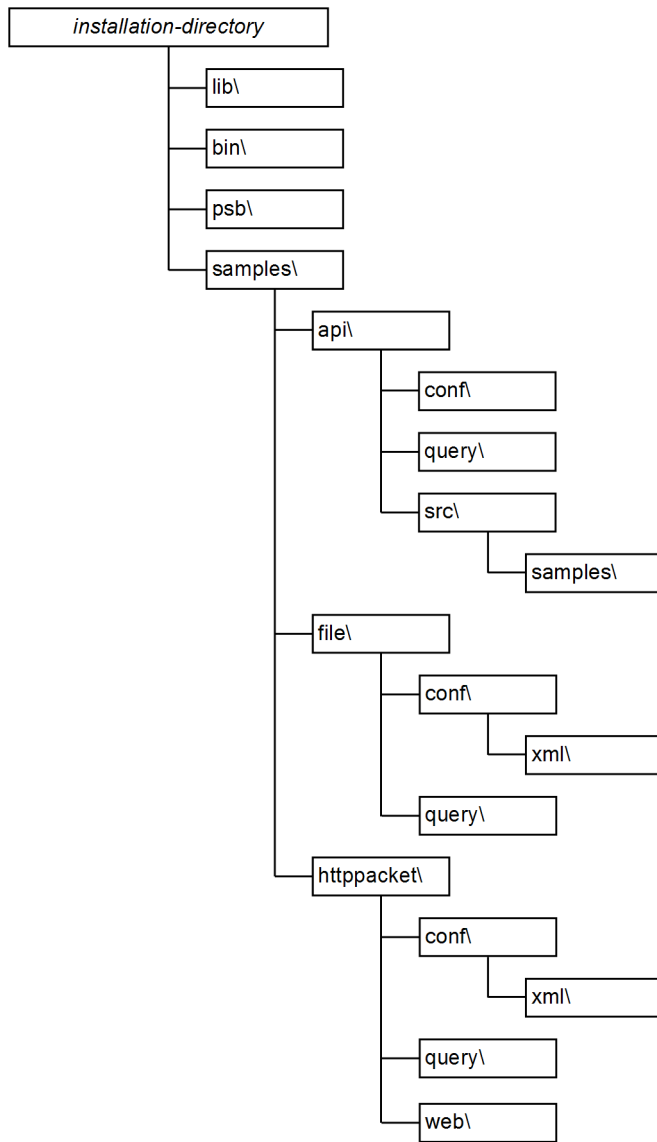 installation-directory
lib\
bin\
psb\
samples\
api\
conf\
query\
src\
samples\
file\
conf\
xml\
query\
httppacket\
conf\
xml\
query\
web\